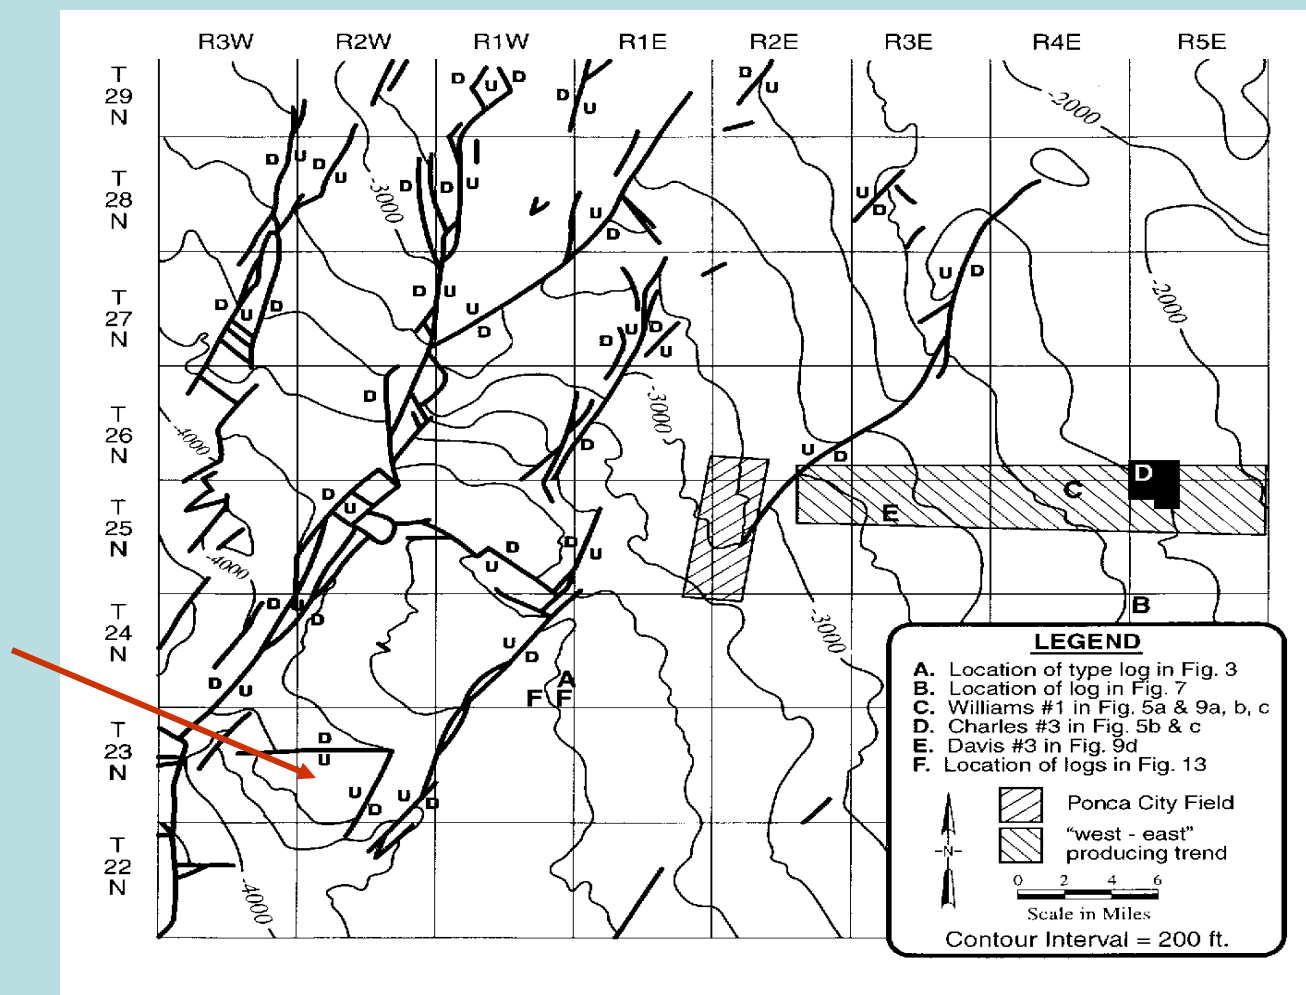 R3W R2W R1W R1E R2E R3E R4E R5E
T
29
N
D D D D
U D U U
-2000
T
28
N
D U D
U
D D U
-3000
U
D
U
D
T
27
N
D U D
D U
U
D
D U D
U
U D
-2000
T
26
N
D
-4000
-3000
D
U D
T
25
N
D
U
D
U
D
U
-4000
E
C
D
T
24
N
D U
D
D U
U
D
A
F F
-3000
B
T
23
N
D
U
U
D
U
D
T
22
N
-4000
LEGEND
A. Location of type log in Fig. 3
B. Location of log in Fig. 7
C. Williams #1 in Fig. 5a & 9a, b, c
D. Charles #3 in Fig. 5b & c
E. Davis #3 in Fig. 9d
F. Location of logs in Fig. 13
Ponca City Field
"west - east"
producing trend
-N-
0 2 4 6
Scale in Miles
Contour Interval = 200 ft.